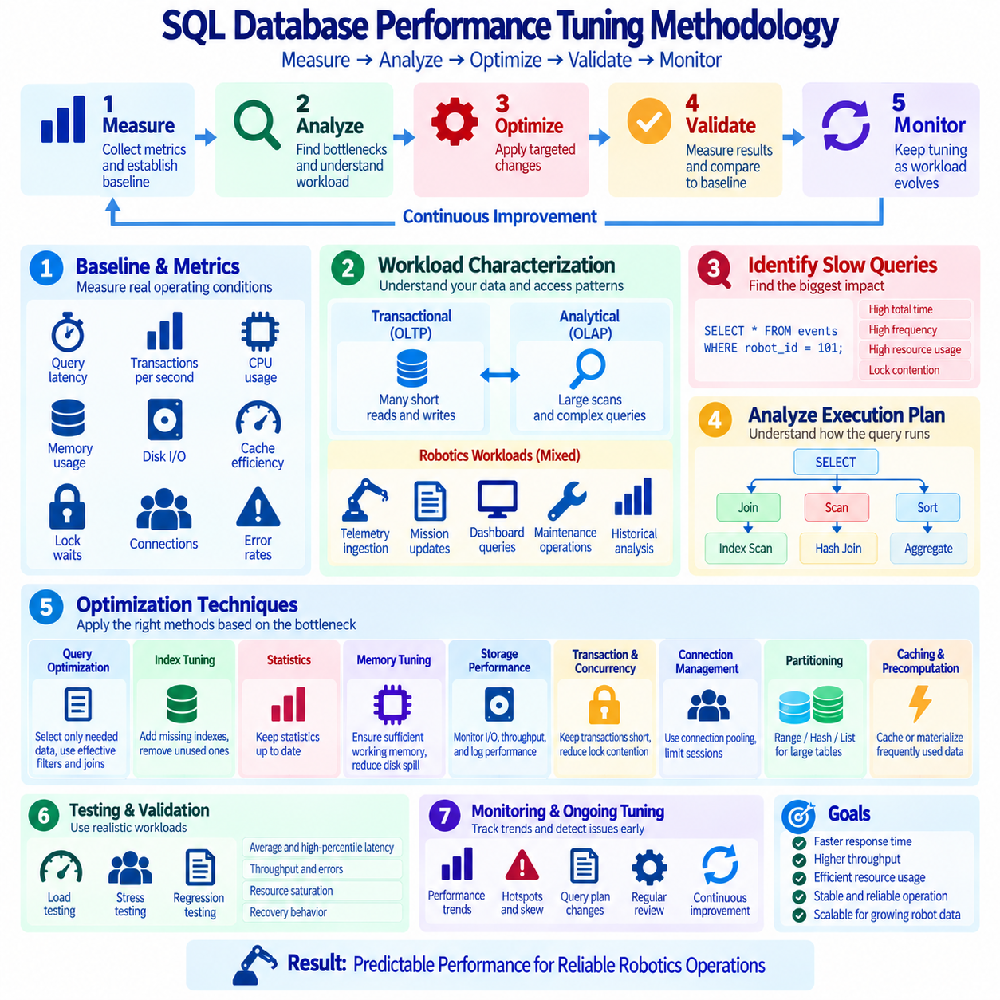 SQL Database Performance Tuning Methodology
Measure → Analyze → Optimize → Validate → Monitor
1
Measure
Collect metrics
and establish
baseline
2
Analyze
Find bottlenecks
and understand
workload
3
Optimize
Apply targeted
changes
4
Validate
Measure results
and compare
to baseline
5
Monitor
Keep tuning
as workload
evolves
Continuous Improvement
1
Baseline & Metrics
Measure real operating conditions
Query
latency
Transactions
per second
CPU
usage
Memory
usage
Disk I/O
Cache
efficiency
Lock
waits
Connections
Error
rates
2
Workload Characterization
Understand your data and access patterns
Transactional
(OLTP)
Many short
reads and writes
Analytical
(OLAP)
Large scans
and complex queries
Robotics Workloads (Mixed)
Telemetry
ingestion
Mission
updates
Dashboard
queries
Maintenance
operations
Historical
analysis
3
Identify Slow Queries
Find the biggest impact
SELECT * FROM events
WHERE robot_id = 101;
High total time
High frequency
High resource usage
Lock contention
4
Analyze Execution Plan
Understand how the query runs
SELECT
Join
Scan
Sort
Index Scan
Hash Join
Aggregate
5
Optimization Techniques
Apply the right methods based on the bottleneck
Query
Optimization
Select only needed
data, use effective
filters and joins
Index Tuning
Add missing indexes,
remove unused ones
Statistics
Keep statistics
up to date
Memory Tuning
Ensure sufficient
working memory,
reduce disk spill
Storage
Performance
Monitor I/O, throughput,
and log performance
Transaction &
Concurrency
Keep transactions short,
reduce lock contention
Connection
Management
Use connection pooling,
limit sessions
Partitioning
Range / Hash / List
for large tables
Caching &
Precomputation
Cache or materialize
frequently used data
6
Testing & Validation
Use realistic workloads
Load
testing
Stress
testing
Regression
testing
Average and high-percentile latency
Throughput and errors
Resource saturation
Recovery behavior
7
Monitoring & Ongoing Tuning
Track trends and detect issues early
Performance
trends
Hotspots
and skew
Query plan
changes
Regular
review
Continuous
improvement
Goals
Faster response time
Higher throughput
Efficient resource usage
Stable and reliable operation
Scalable for growing robot data
Result: Predictable Performance for Reliable Robotics Operations